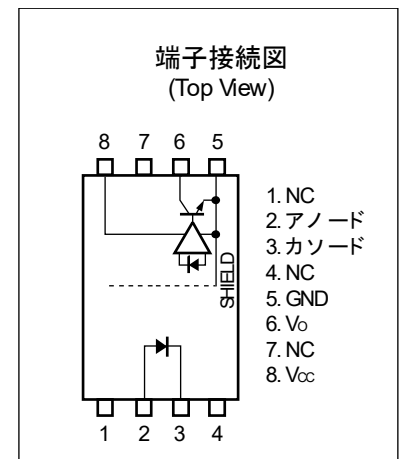 端子接続図
(Top View)
8 7 6 5
SHIELD
1 2 3 4
1. NC
2. アノード
3. カソード
4. NC
5. GND
6. Vo
7. NC
8. Vcc